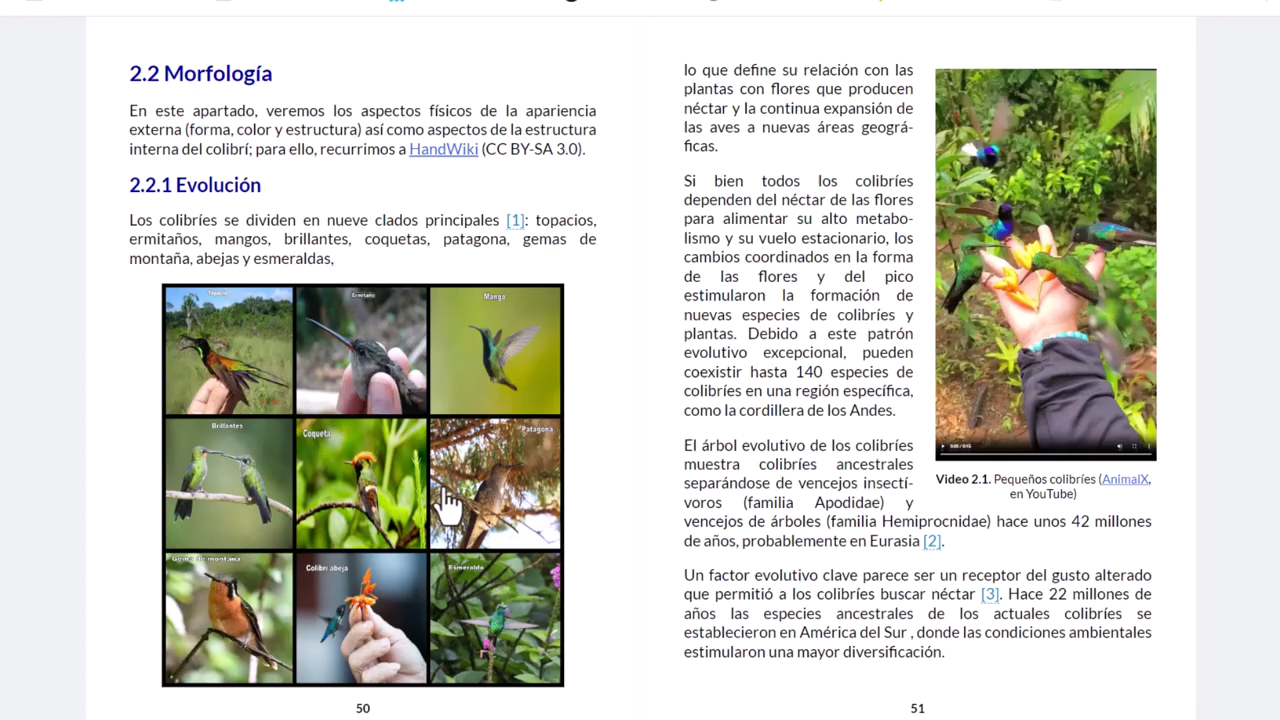 2.2 Morfología
En este apartado, veremos los aspectos físicos de la apariencia
externa (forma, color y estructura) así como aspectos de la estructura
interna del colibrí; para ello, recurrimos a HandWiki (CC BY-SA 3.0).
2.2.1 Evolución
Los colibríes se dividen en nueve clados principales [1]: topacios,
ermitaños, mangos, brillantes, coquetas, patagona, gemas de
montaña, abejas y esmeraldas,
Topacio
Ermitaño
Mango
Brillantes
Coqueta
Patagona
Gema de montaña
Colibrí abeja
Esmeralda
50
lo que define su relación con las
plantas con flores que producen
néctar y la continua expansión de
las aves a nuevas áreas geográ-
ficas.
Si bien todos los colibríes
dependen del néctar de las flores
para alimentar su alto metabo-
lismo y su vuelo estacionario, los
cambios coordinados en la forma
de las flores y del pico
estimularon la formación de
nuevas especies de colibríes y
plantas. Debido a este patrón
evolutivo excepcional, pueden
coexistir hasta 140 especies de
colibríes en una región específica,
como la cordillera de los Andes.
El árbol evolutivo de los colibríes
muestra colibríes ancestrales
separándose de vencejos insectí-
voros (familia Apodidae) y
vencejos de árboles (familia Hemiprocnidae) hace unos 42 millones
de años, probablemente en Eurasia [2].
Un factor evolutivo clave parece ser un receptor del gusto alterado
que permitió a los colibríes buscar néctar [3]. Hace 22 millones de
años las especies ancestrales de los actuales colibríes se
establecieron en América del Sur , donde las condiciones ambientales
estimularon una mayor diversificación.
Video 2.1. Pequeños colibríes (AnimalX,
en YouTube)
51